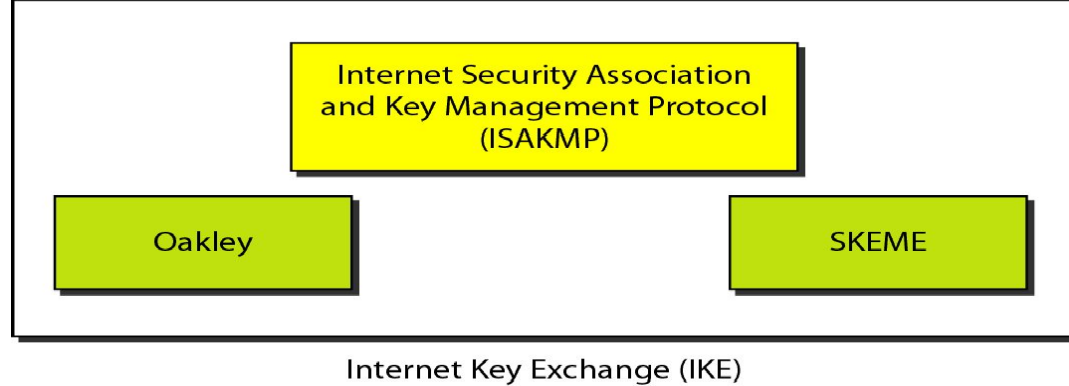 Internet Security Association
and Key Management Protocol
(ISAKMP)
Oakley
SKEME
Internet Key Exchange (IKE)